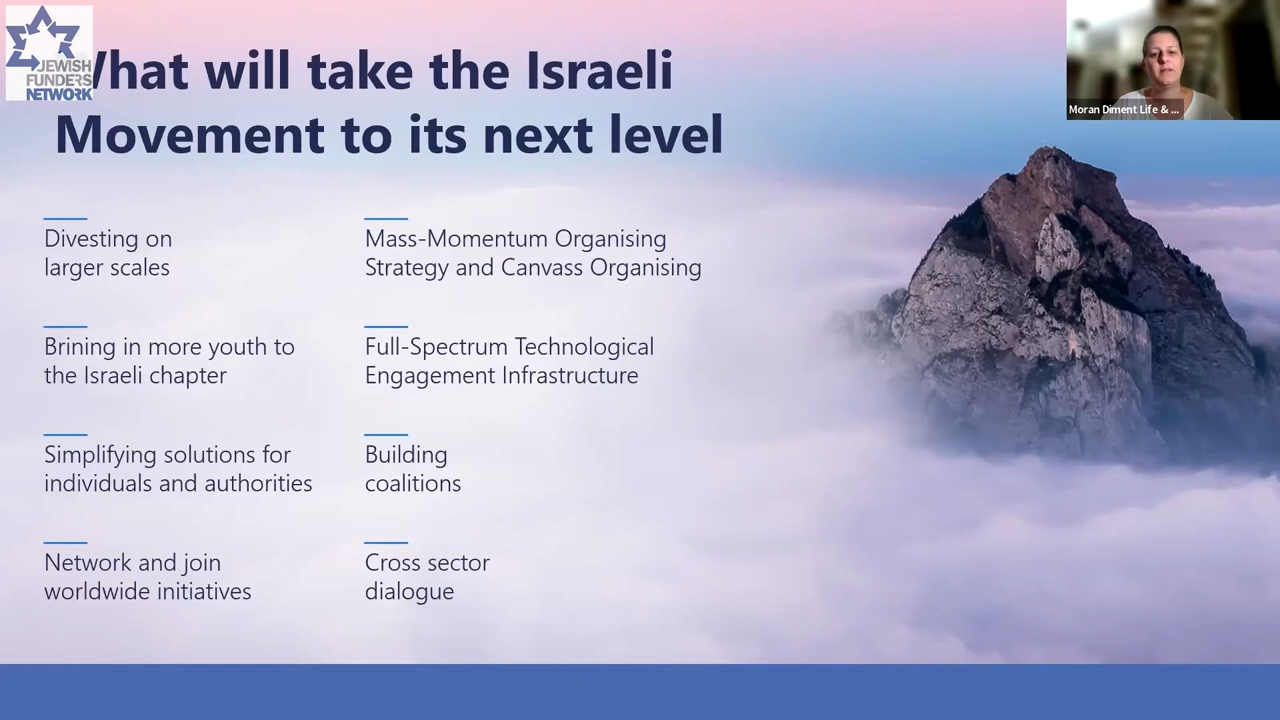 JEWISH
FUNDERS
NETWORK
What will take the Israeli
Movement to its next level
Moran Diment Life & ...
Divesting on
larger scales
Brining in more youth to
the Israeli chapter
Simplifying solutions for
individuals and authorities
Network and join
worldwide initiatives
Mass-Momentum Organising
Strategy and Canvass Organising
Full-Spectrum Technological
Engagement Infrastructure
Building
coalitions
Cross sector
dialogue